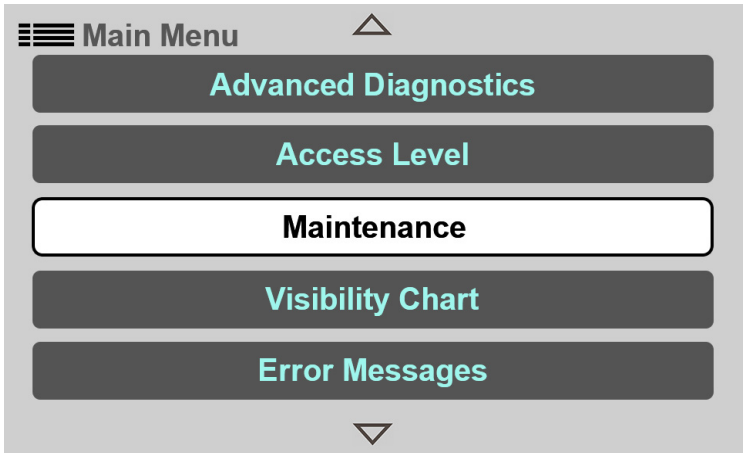 Main Menu
Advanced Diagnostics
Access Level
Maintenance
Visibility Chart
Error Messages